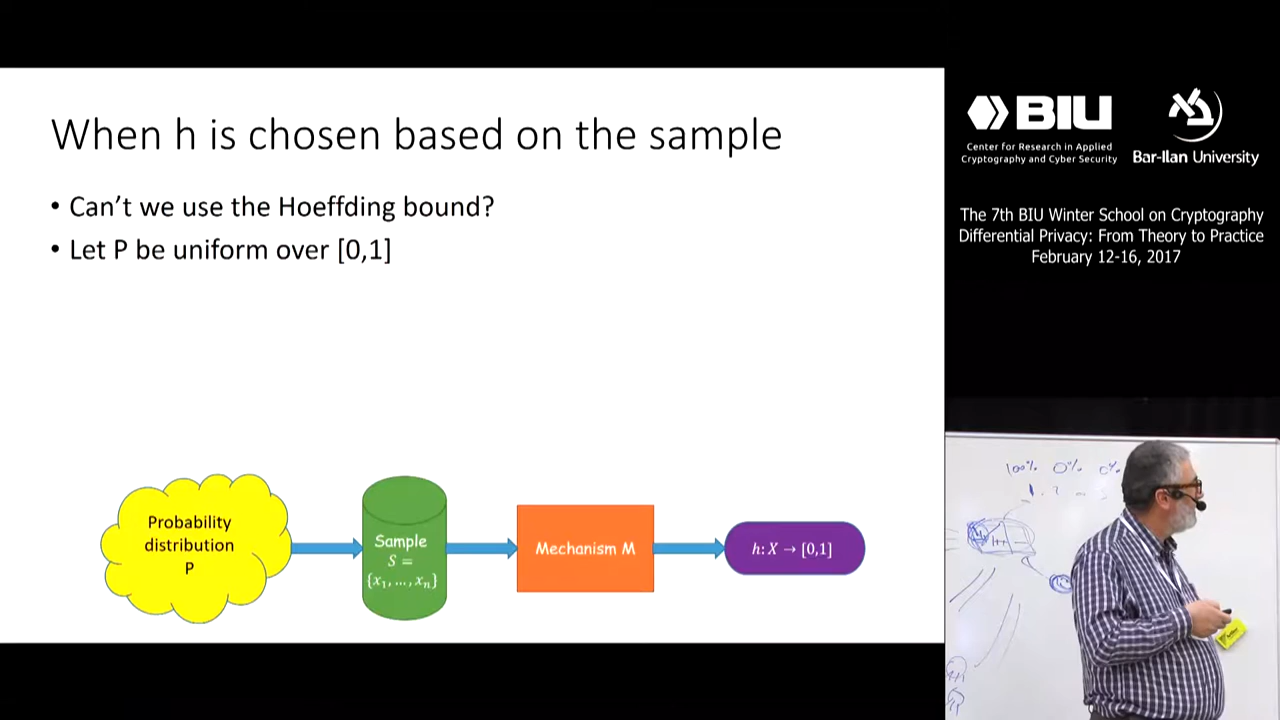 When h is chosen based on the sample
• Can't we use the Hoeffding bound?
• Let P be uniform over [0,1]
Probability
distribution
P
Sample
S =
{x₁, … , xₙ}
Mechanism M
h: X → [0,1]
BIU
Center for Research in Applied
Cryptography and Cyber Security
Bar-Ilan University
The 7th BIU Winter School on Cryptography
Differential Privacy: From Theory to Practice
February 12-16, 2017
100% 0% 0%